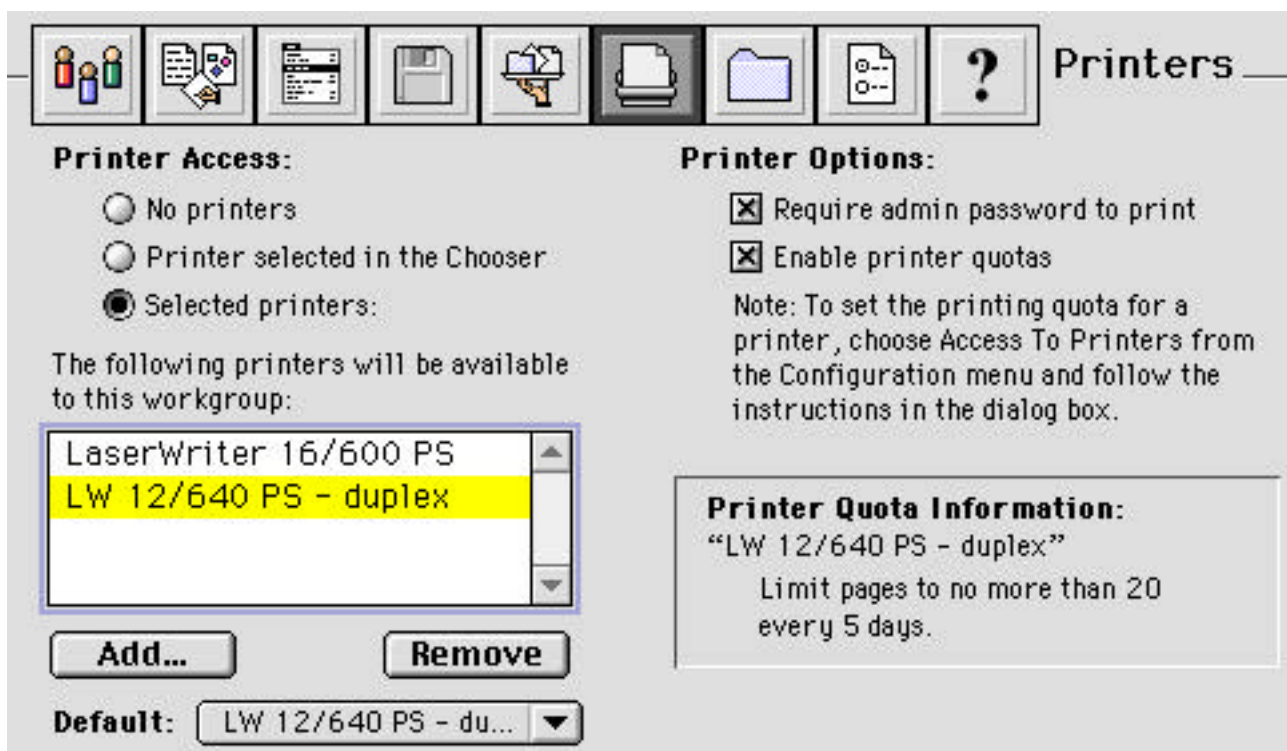 ?
Printers
Printer Access:
No printers
Printer selected in the Chooser
Selected printers:
The following printers will be available
to this workgroup:
LaserWriter 16/600 PS
LW 12/640 PS - duplex
Add...
Remove
Default:
LW 12/640 PS - du...
Printer Options:
Require admin password to print
Enable printer quotas
Note: To set the printing quota for a
printer, choose Access To Printers from
the Configuration menu and follow the
instructions in the dialog box.
Printer Quota Information:
“LW 12/640 PS - duplex”
Limit pages to no more than 20
every 5 days.